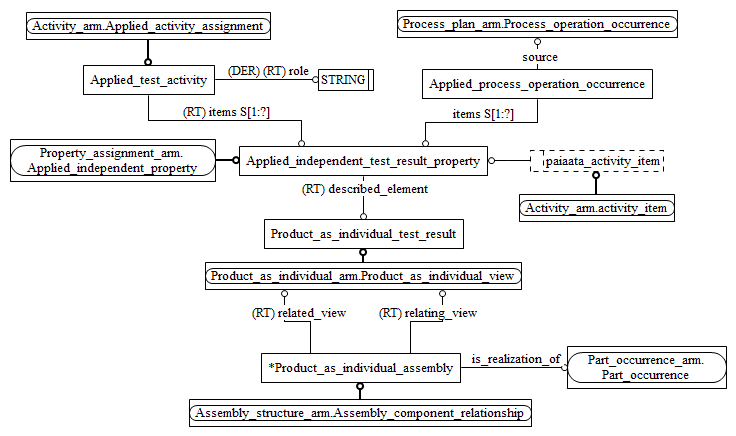 Activity_arm.Applied_activity_assignment
Process_plan_arm.Process_operation_occurrence
source
Applied_test_activity
(DER) (RT) role
STRING
Applied_process_operation_occurrence
(RT) items S[1:?]
items S[1:?]
Property_assignment_arm.
Applied_independent_property
Applied_independent_test_result_property
paiaata_activity_item
(RT) described_element
Activity_arm.activity_item
Product_as_individual_test_result
Product_as_individual_arm.Product_as_individual_view
(RT) related_view
(RT) relating_view
*Product_as_individual_assembly
is_realization_of
Part_occurrence_arm.
Part_occurrence
Assembly_structure_arm.Assembly_component_relationship